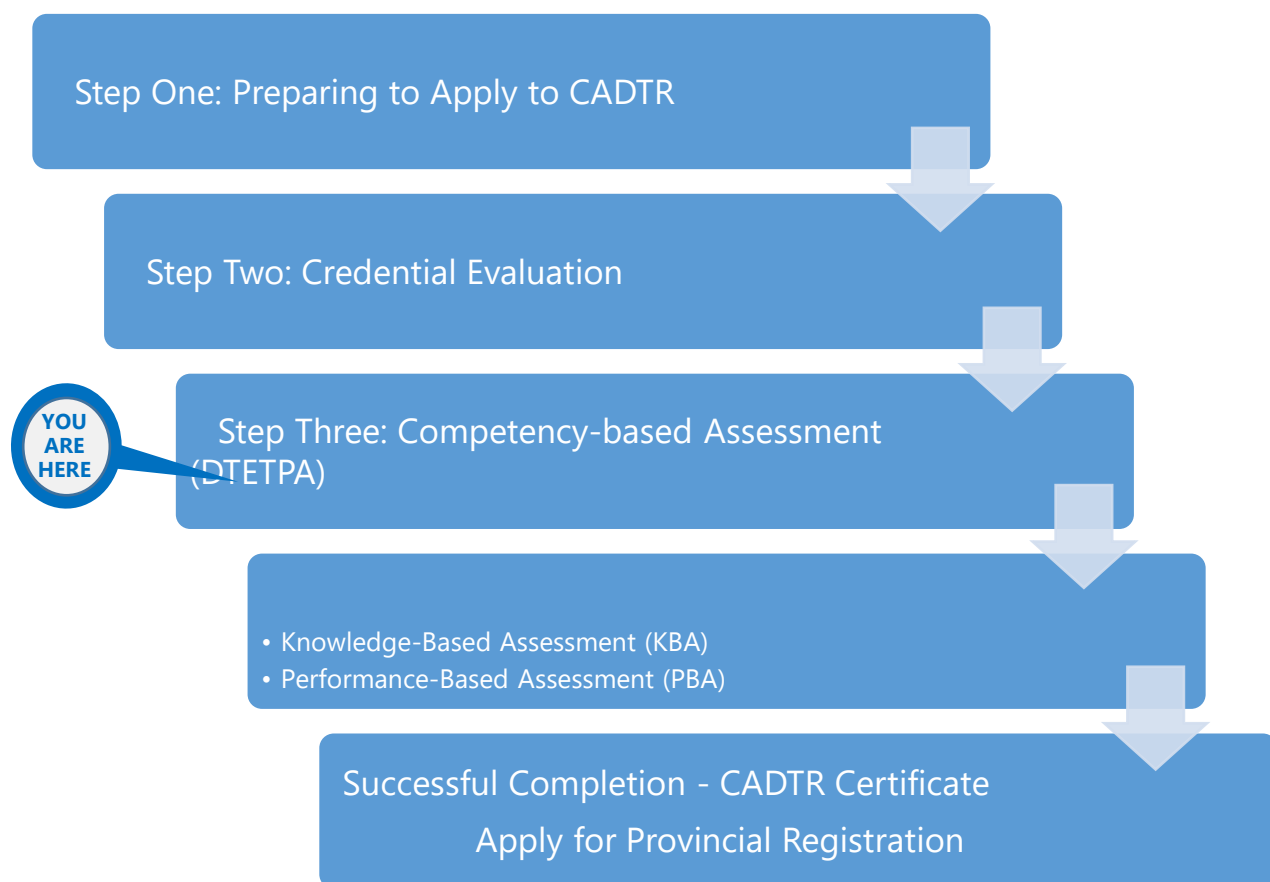 Step One: Preparing to Apply to CADTR
Step Two: Credential Evaluation
YOU
ARE
HERE
Step Three: Competency-based Assessment
(DTETPA)
• Knowledge-Based Assessment (KBA)
• Performance-Based Assessment (PBA)
Successful Completion - CADTR Certificate
Apply for Provincial Registration